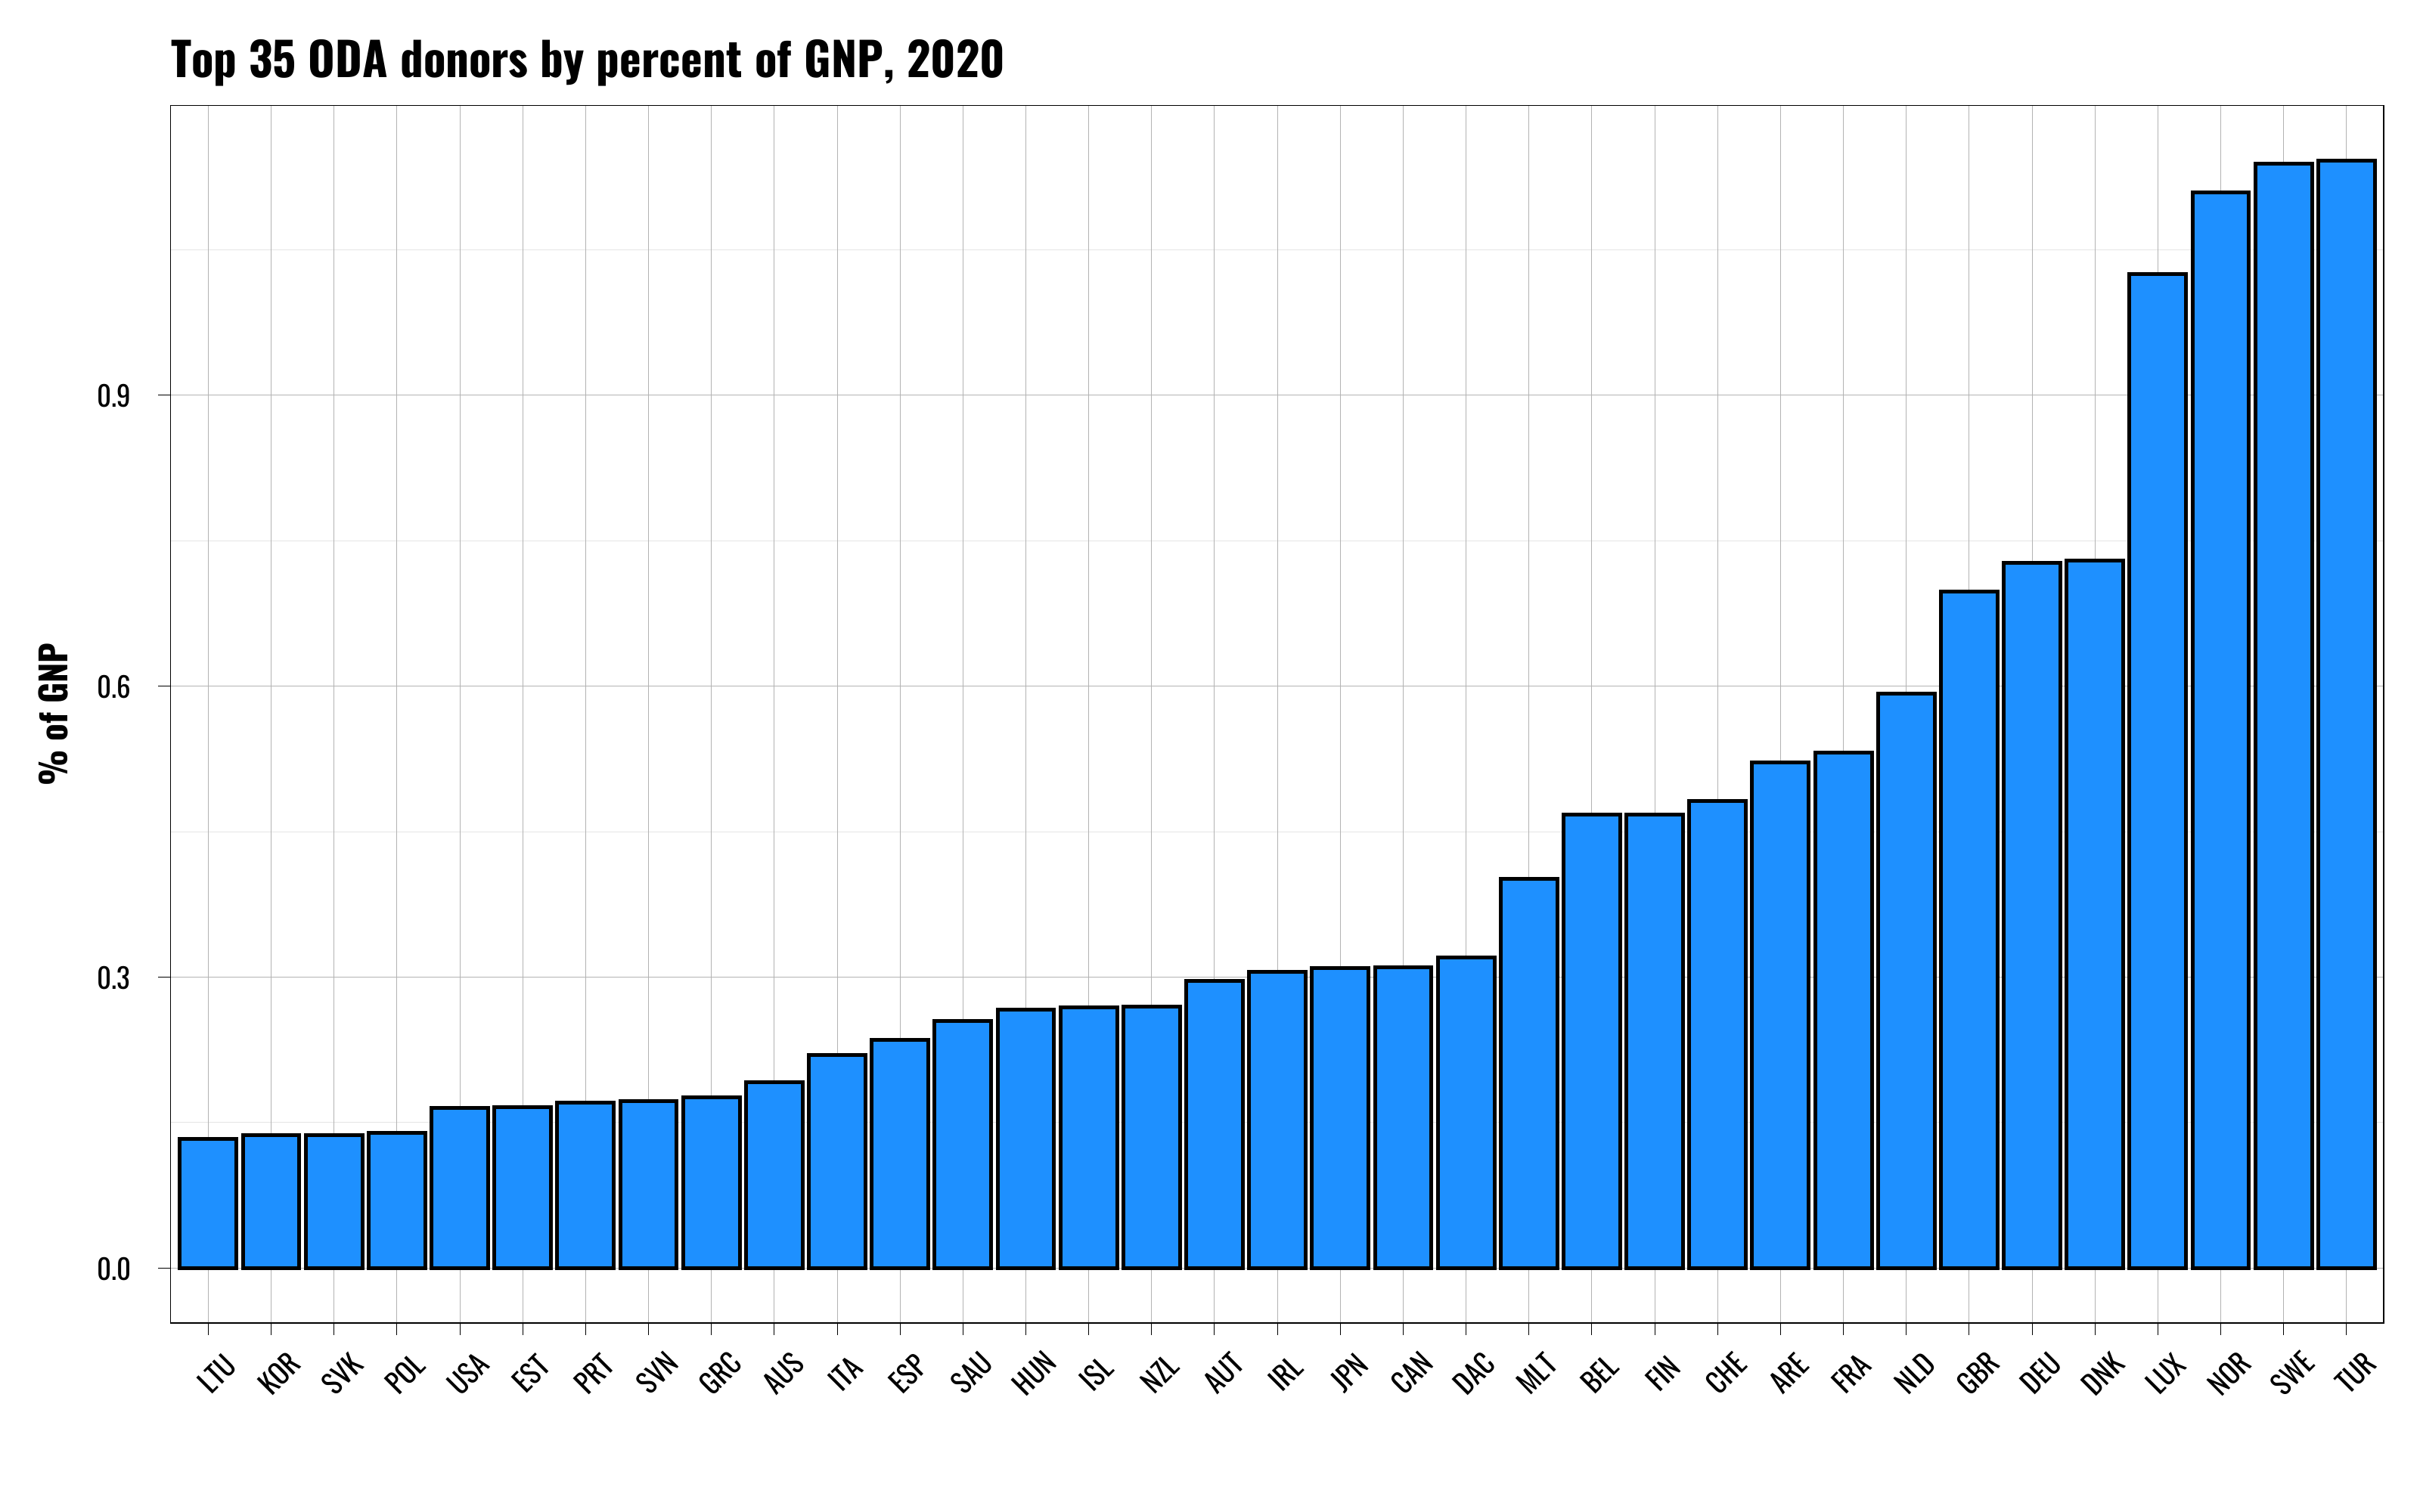 Top 35 ODA donors by percent of GNP, 2020
% of GNP
0.9
0.6
0.3
0.0
LTU KOR SVK POL USA EST PRT SVN GRC AUS ITA ESP SAU HUN ISL NZL AUT IRL JPN CAN DAC MLT BEL FIN CHE ARE FRA NLD GBR DEU DNK LUX NOR SWE TUR